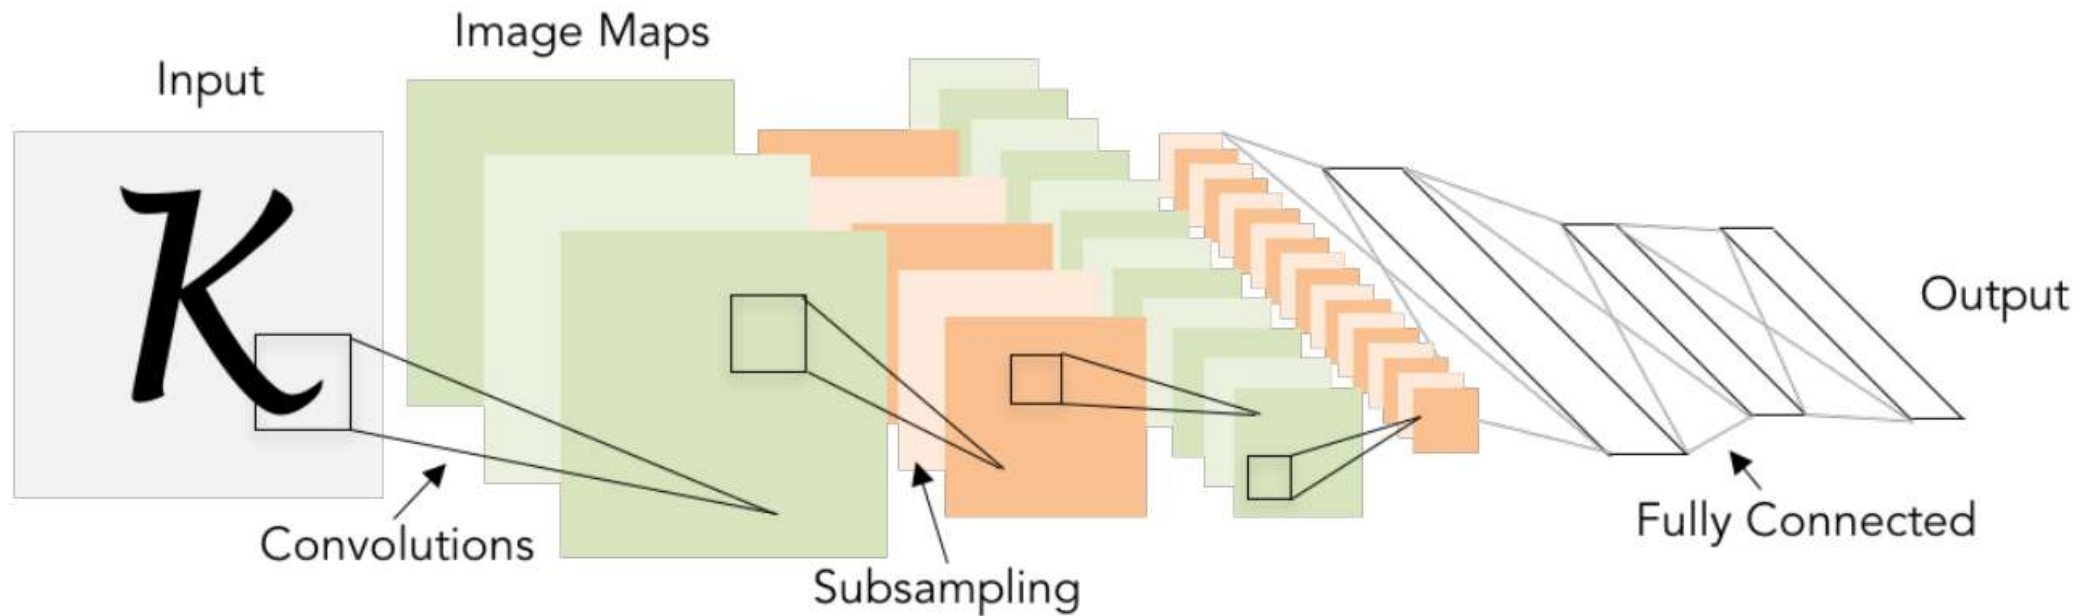 Input
Image Maps
K
Convolutions
Subsampling
Fully Connected
Output